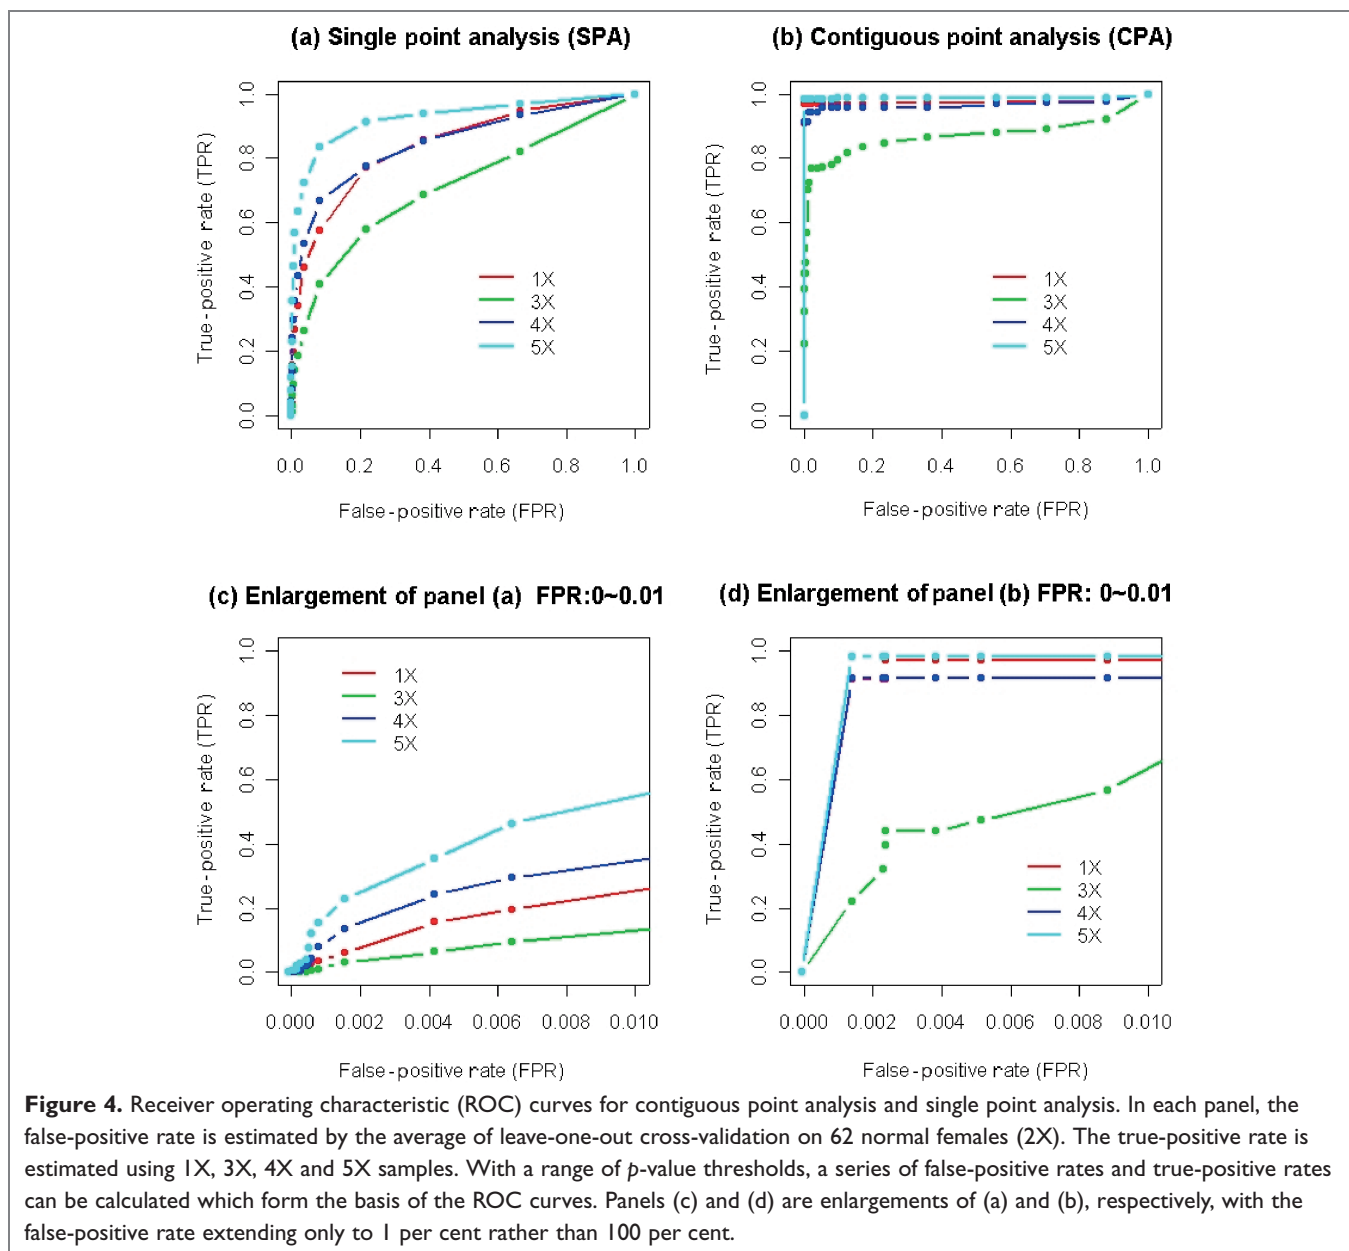 (a) Single point analysis (SPA)
True-positive rate (TPR)
0.0 0.2 0.4 0.6 0.8 1.0
1X
3X
4X
5X
0.0 0.2 0.4 0.6 0.8 1.0
False-positive rate (FPR)
(b) Contiguous point analysis (CPA)
True-positive rate (TPR)
0.0 0.2 0.4 0.6 0.8 1.0
1X
3X
4X
5X
0.0 0.2 0.4 0.6 0.8 1.0
False-positive rate (FPR)
(c) Enlargement of panel (a) FPR:0~0.01
True-positive rate (TPR)
0.0 0.2 0.4 0.6 0.8 1.0
1X
3X
4X
5X
0.000 0.002 0.004 0.006 0.008 0.010
False-positive rate (FPR)
(d) Enlargement of panel (b) FPR: 0~0.01
True-positive rate (TPR)
0.0 0.2 0.4 0.6 0.8 1.0
1X
3X
4X
5X
0.000 0.002 0.004 0.006 0.008 0.010
False-positive rate (FPR)
Figure 4. Receiver operating characteristic (ROC) curves for contiguous point analysis and single point analysis. In each panel, the
false-positive rate is estimated by the average of leave-one-out cross-validation on 62 normal females (2X). The true-positive rate is
estimated using 1X, 3X, 4X and 5X samples. With a range of p-value thresholds, a series of false-positive rates and true-positive rates
can be calculated which form the basis of the ROC curves. Panels (c) and (d) are enlargements of (a) and (b), respectively, with the
false-positive rate extending only to 1 per cent rather than 100 per cent.